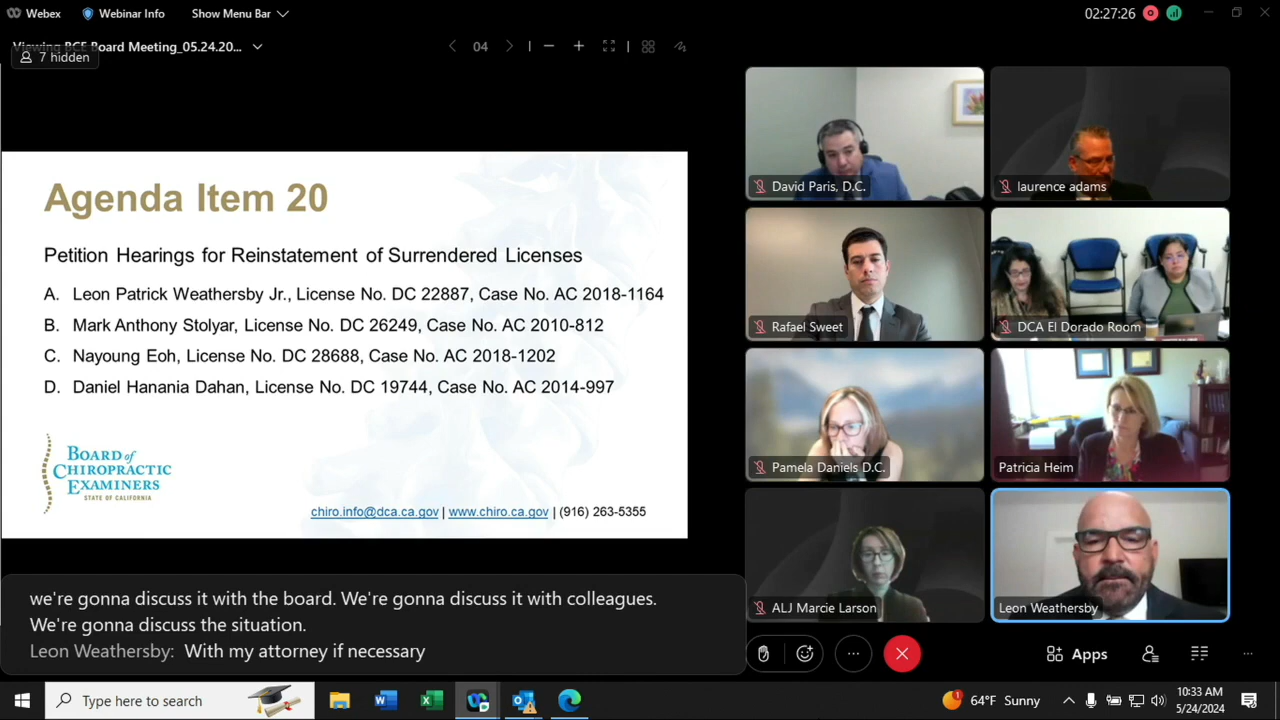 Webex
Webinar Info
Show Menu Bar
02:27:26
Viewing BCE Board Meeting_05.24.20...
04
7 hidden
Agenda Item 20
Petition Hearings for Reinstatement of Surrendered Licenses
A. Leon Patrick Weathersby Jr., License No. DC 22887, Case No. AC 2018-1164
B. Mark Anthony Stolyar, License No. DC 26249, Case No. AC 2010-812
C. Nayoung Eoh, License No. DC 28688, Case No. AC 2018-1202
D. Daniel Hanania Dahan, License No. DC 19744, Case No. AC 2014-997
BOARD of
CHIROPRACTIC
EXAMINERS
STATE OF CALIFORNIA
chiro.info@dca.ca.gov | www.chiro.ca.gov | (916) 263-5355
David Paris, D.C.
laurence adams
Rafael Sweet
DCA El Dorado Room
Pamela Daniels D.C.
Patricia Heim
ALJ Marcie Larson
Leon Weathersby
we're gonna discuss it with the board. We're gonna discuss it with colleagues.
We're gonna discuss the situation.
Leon Weathersby: With my attorney if necessary
Apps
Type here to search
1
64°F Sunny
10:33 AM
5/24/2024